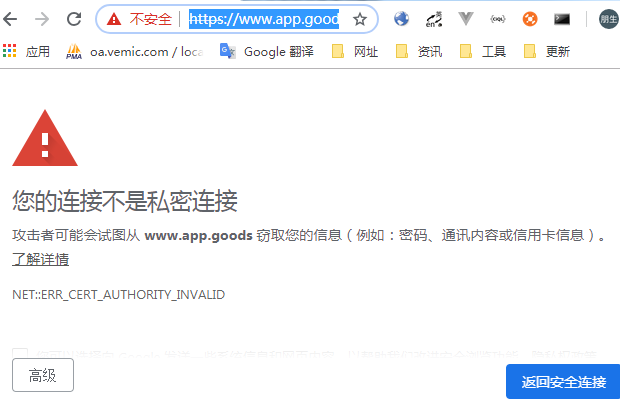 不安全 https://www.app.good en CQL 朋生
应用 PMA oa.vemic.com / loca Google 翻译 网址 资讯 工具 更新
您的连接不是私密连接
攻击者可能会试图从 www.app.goods 窃取您的信息（例如：密码、通讯内容或信用卡信息）。
了解详情
NET::ERR_CERT_AUTHORITY_INVALID
高级
返回安全连接